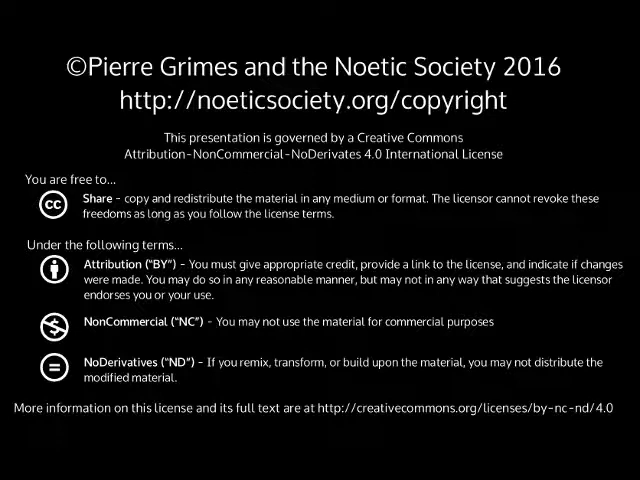 ©Pierre Grimes and the Noetic Society 2016
http://noeticsociety.org/copyright
This presentation is governed by a Creative Commons
Attribution-NonCommercial-NoDerivates 4.0 International License
You are free to...
cc
Share - copy and redistribute the material in any medium or format. The licensor cannot revoke these
freedoms as long as you follow the license terms.
Under the following terms...
Attribution ("BY") - You must give appropriate credit, provide a link to the license, and indicate if changes
were made. You may do so in any reasonable manner, but may not in any way that suggests the licensor
endorses you or your use.
NonCommercial ("NC") - You may not use the material for commercial purposes
NoDerivatives ("ND") - If you remix, transform, or build upon the material, you may not distribute the
modified material.
More information on this license and its full text are at http://creativecommons.org/licenses/by-nc-nd/4.0